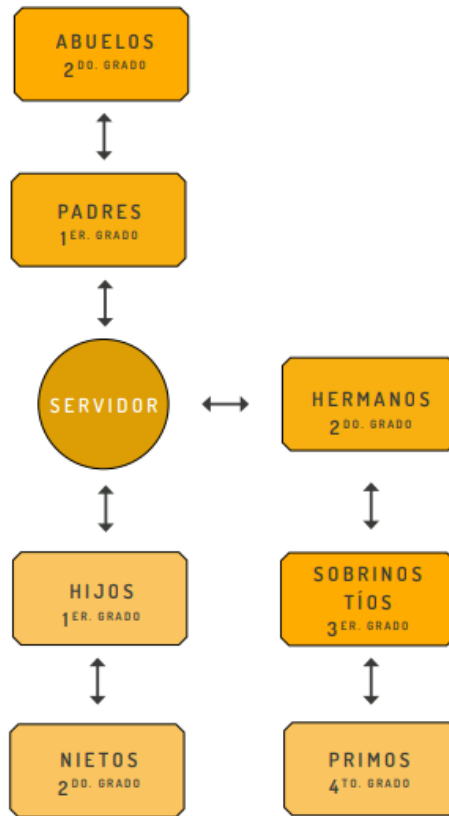 ABUELOS
2DO. GRADO
PADRES
1ER. GRADO
SERVIDOR
HERMANOS
2DO. GRADO
HIJOS
1ER. GRADO
SOBRINOS
TÍOS
3ER. GRADO
NIETOS
2DO. GRADO
PRIMOS
4TO. GRADO